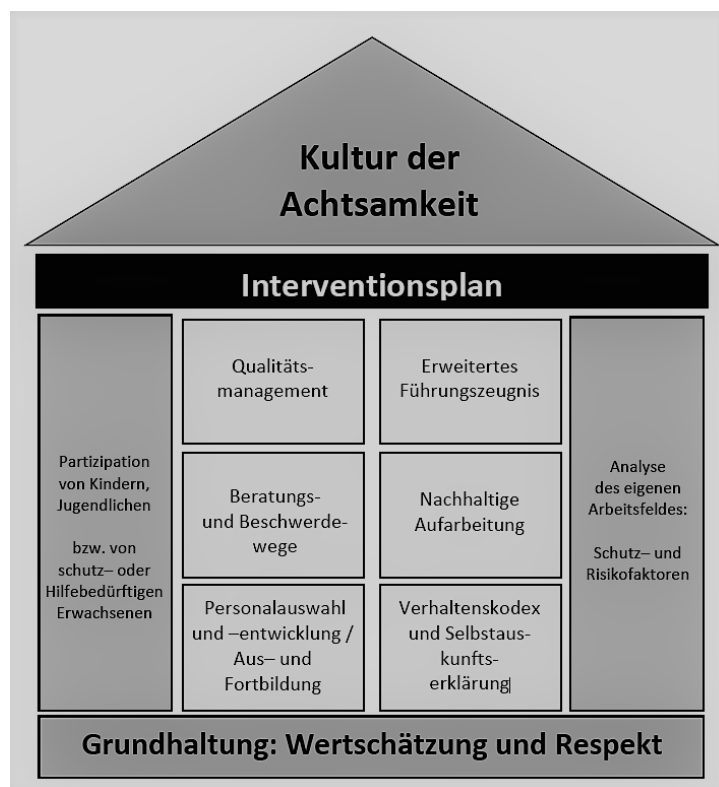 Kultur der
Achtsamkeit
Interventionsplan
Partizipation
von Kindern,
Jugendlichen
bzw. von
schutz– oder
Hilfebedürftigen
Erwachsenen
Qualitäts-
management
Erweitertes
Führungszeugnis
Beratungs-
und Beschwerde-
wege
Nachhaltige
Aufarbeitung
Personalauswahl
und –entwicklung /
Aus– und
Fortbildung
Verhaltenskodex
und Selbstaus-
kunfts-
erklärung
Analyse
des eigenen
Arbeitsfeldes:
Schutz– und
Risikofaktoren
Grundhaltung: Wertschätzung und Respekt